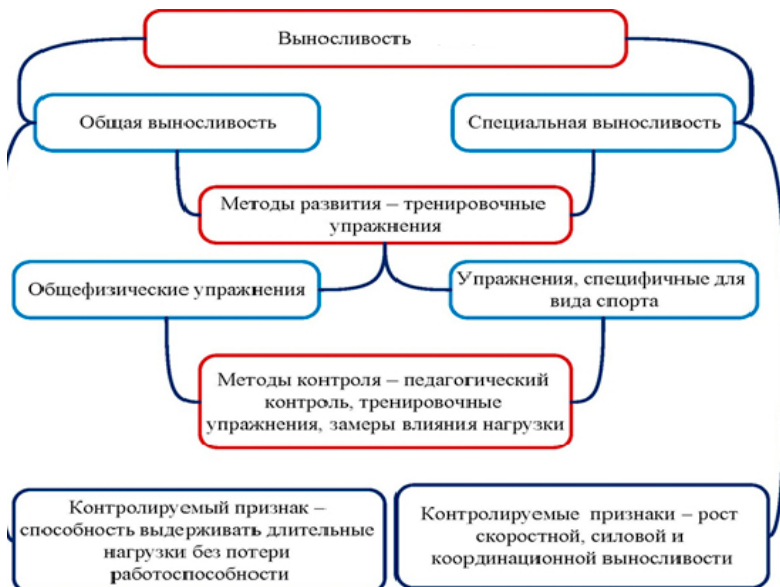 Выносливость
Общая выносливость
Специальная выносливость
Методы развития – тренировочные
упражнения
Общефизические упражнения
Упражнения, специфичные для
вида спорта
Методы контроля – педагогический
контроль, тренировочные
упражнения, замеры влияния нагрузки
Контролируемый признак –
способность выдерживать длительные
нагрузки без потери
работоспособности
Контролируемые признаки – рост
скоростной, силовой и
координационной выносливости